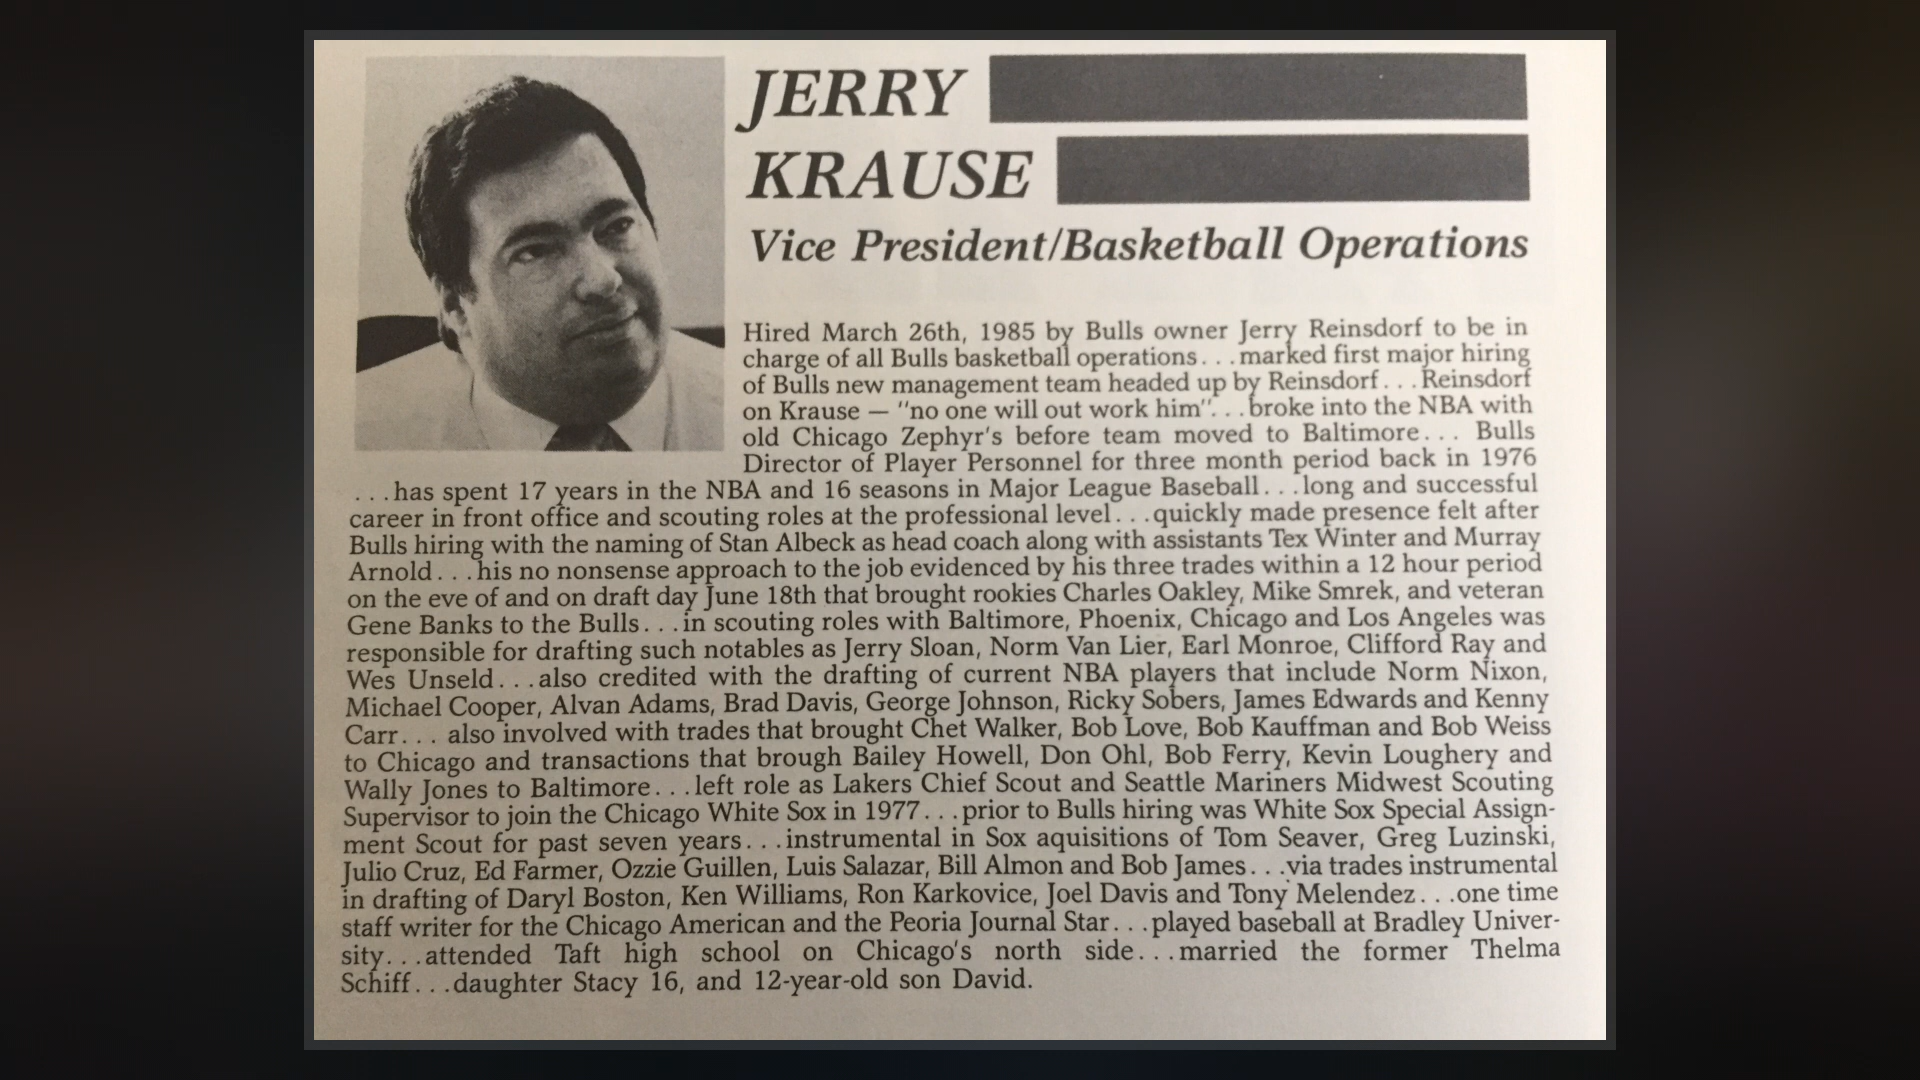 JERRY
KRAUSE
Vice President/Basketball Operations
Hired March 26th, 1985 by Bulls owner Jerry Reinsdorf to be in
charge of all Bulls basketball operations...marked first major hiring
of Bulls new management team headed up by Reinsdorf...Reinsdorf
on Krause — "no one will out work him"...broke into the NBA with
old Chicago Zephyr's before team moved to Baltimore... Bulls
Director of Player Personnel for three month period back in 1976
...has spent 17 years in the NBA and 16 seasons in Major League Baseball...long and successful
career in front office and scouting roles at the professional level...quickly made presence felt after
Bulls hiring with the naming of Stan Albeck as head coach along with assistants Tex Winter and Murray
Arnold...his no nonsense approach to the job evidenced by his three trades within a 12 hour period
on the eve of and on draft day June 18th that brought rookies Charles Oakley, Mike Smrek, and veteran
Gene Banks to the Bulls...in scouting roles with Baltimore, Phoenix, Chicago and Los Angeles was
responsible for drafting such notables as Jerry Sloan, Norm Van Lier, Earl Monroe, Clifford Ray and
Wes Unseld...also credited with the drafting of current NBA players that include Norm Nixon,
Michael Cooper, Alvan Adams, Brad Davis, George Johnson, Ricky Sobers, James Edwards and Kenny
Carr... also involved with trades that brought Chet Walker, Bob Love, Bob Kauffman and Bob Weiss
to Chicago and transactions that brough Bailey Howell, Don Ohl, Bob Ferry, Kevin Loughery and
Wally Jones to Baltimore...left role as Lakers Chief Scout and Seattle Mariners Midwest Scouting
Supervisor to join the Chicago White Sox in 1977...prior to Bulls hiring was White Sox Special Assign-
ment Scout for past seven years...instrumental in Sox aquisitions of Tom Seaver, Greg Luzinski,
Julio Cruz, Ed Farmer, Ozzie Guillen, Luis Salazar, Bill Almon and Bob James...via trades instrumental
in drafting of Daryl Boston, Ken Williams, Ron Karkovice, Joel Davis and Tony Melendez...one time
staff writer for the Chicago American and the Peoria Journal Star...played baseball at Bradley Univer-
sity...attended Taft high school on Chicago's north side...married the former Thelma
Schiff...daughter Stacy 16, and 12-year-old son David.